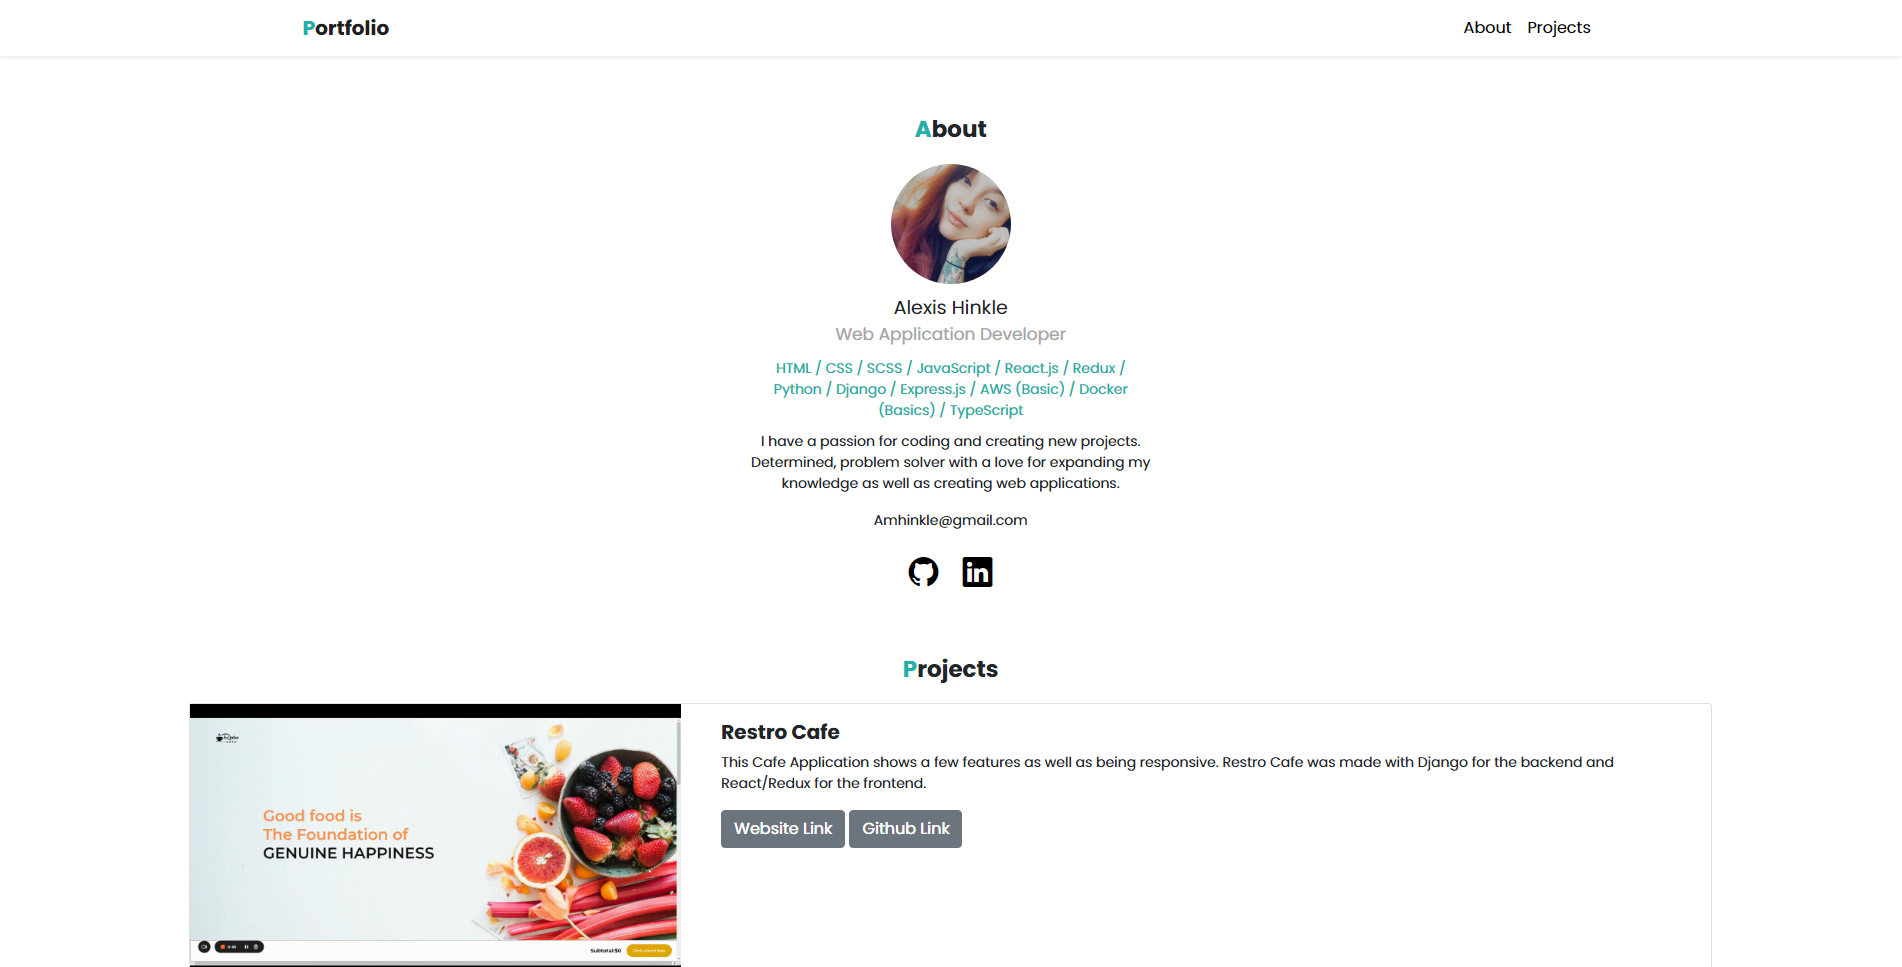 Portfolio
About Projects
About
Alexis Hinkle
Web Application Developer
HTML / CSS / SCSS / JavaScript / React.js / Redux /
Python / Django / Express.js / AWS (Basic) / Docker
(Basics) / TypeScript
I have a passion for coding and creating new projects.
Determined, problem solver with a love for expanding my
knowledge as well as creating web applications.
Amhinkle@gmail.com
in
Projects
Restro Cafe
This Cafe Application shows a few features as well as being responsive. Restro Cafe was made with Django for the backend and
React/Redux for the frontend.
Website Link Github Link
Good food is
The Foundation of
GENUINE HAPPINESS
Subtotal:$0